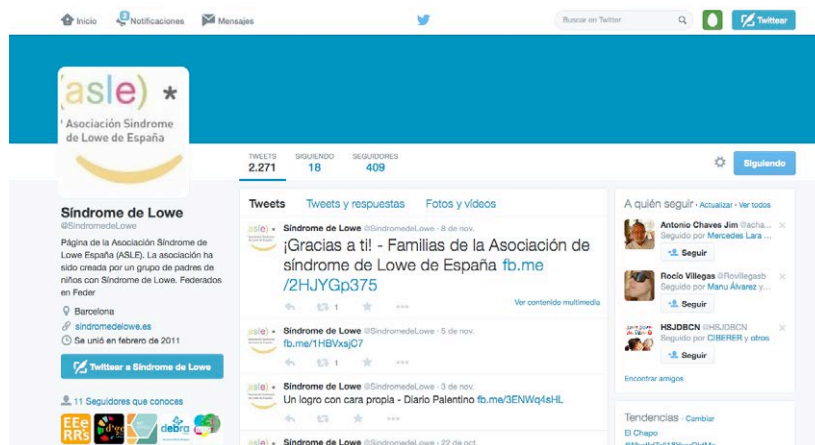 Inicio
2
Notificaciones
Mensajes
Buscar en Twitter
Twittear
(asle) *
Asociación Síndrome
de Lowe de España
TWEETS
2.271
SIGUIENDO
18
SEGUIDORES
409
Siguiendo
Síndrome de Lowe
@SindromedeLowe
Página de la Asociación Síndrome de
Lowe España (ASLE). La asociación ha
sido creada por un grupo de padres de
niños con Síndrome de Lowe. Federados
en Feder
Barcelona
sindromedelowe.es
Se unió en febrero de 2011
Twittear a Síndrome de Lowe
11 Seguidores que conoces
debra
Tweets
Tweets y respuestas
Fotos y vídeos
Síndrome de Lowe @SindromedeLowe · 8 de nov.
¡Gracias a ti! - Familias de la Asociación de
síndrome de Lowe de España fb.me
/2HJYGp375
1
Ver contenido multimedia
Síndrome de Lowe @SindromedeLowe · 5 de nov.
fb.me/1HBVxsjC7
1
Síndrome de Lowe @SindromedeLowe · 3 de nov.
Un logro con cara propia - Diario Palentino fb.me/3ENWq4sHL
Síndrome de Lowe @SindromedeLowe · 22 de oct.
A quién seguir · Actualizar · Ver todos
Antonio Chaves Jim @acha...
Seguido por Mercedes Lara ...
Seguir
Rocío Villegas @Rovillegasb
Seguido por Manu Álvarez y...
Seguir
HSJDBCN @HSJDBCN
Seguido por CIBERER y otros
Seguir
Encontrar amigos
Tendencias · Cambiar
El Chapo